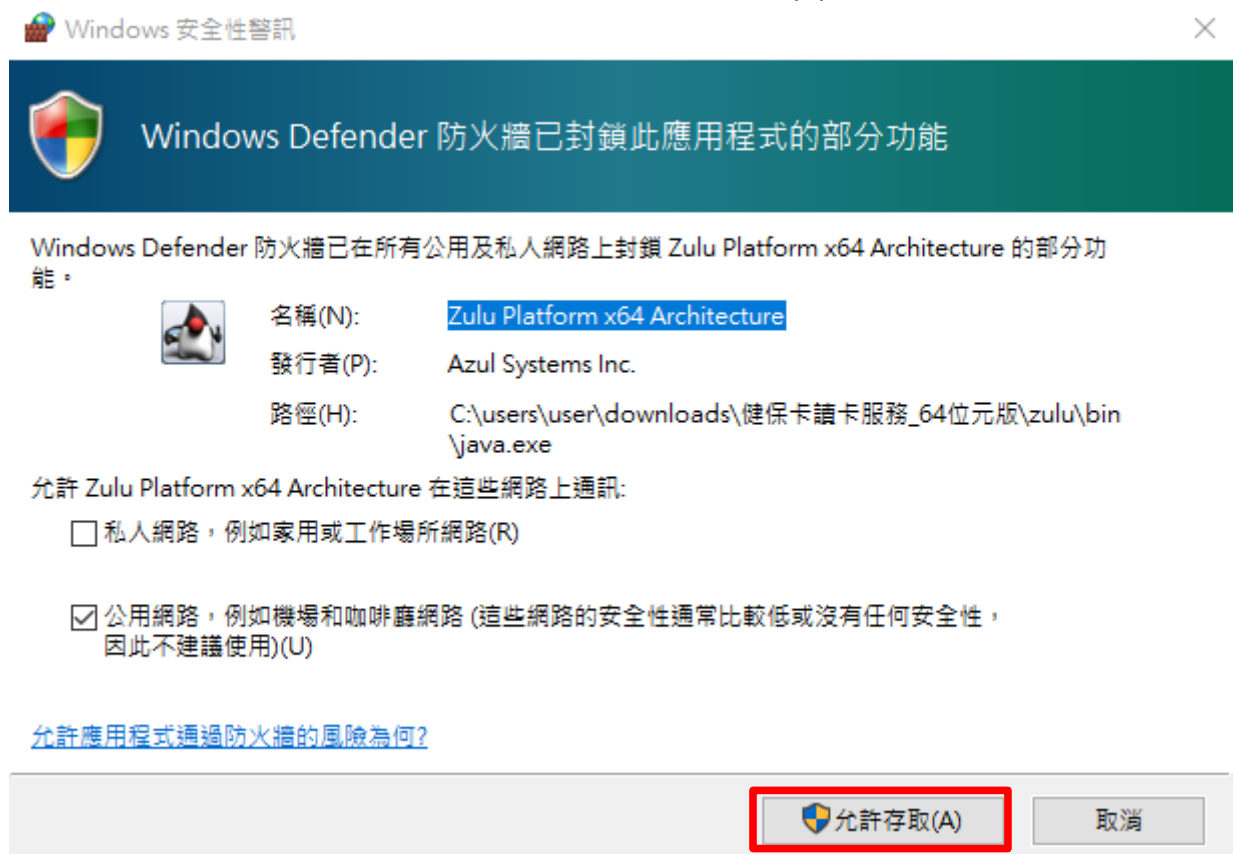 Windows 安全性警訊
Windows Defender 防火牆已封鎖此應用程式的部分功能
Windows Defender 防火牆已在所有公用及私人網路上封鎖 Zulu Platform x64 Architecture 的部分功
能。
名稱(N): Zulu Platform x64 Architecture
發行者(P): Azul Systems Inc.
路徑(H): C:\users\user\downloads\健保卡讀卡服務_64位元版\zulu\bin
\java.exe
允許 Zulu Platform x64 Architecture 在這些網路上通訊:
私人網路，例如家用或工作場所網路(R)
公用網路，例如機場和咖啡廳網路 (這些網路的安全性通常比較低或沒有任何安全性，
因此不建議使用)(U)
允許應用程式通過防火牆的風險為何?
允許存取(A) 取消